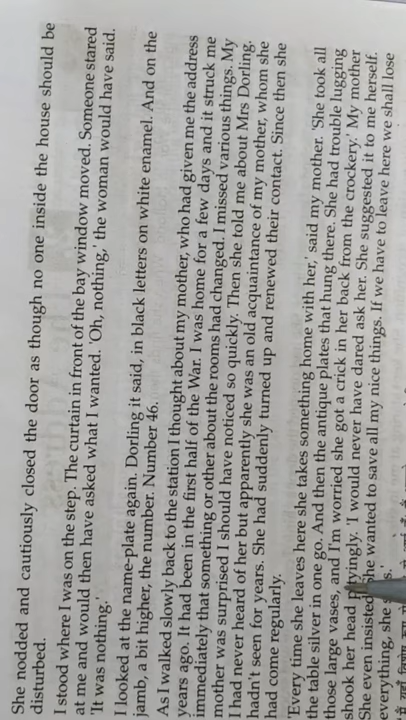 She nodded and cautiously closed the door as though no one inside the house should be
disturbed.
I stood where I was on the step. The curtain in front of the bay window moved. Someone stared
at me and would then have asked what I wanted. 'Oh, nothing,' the woman would have said.
'It was nothing.'
I looked at the name-plate again. Dorling it said, in black letters on white enamel. And on the
jamb, a bit higher, the number. Number 46.
As I walked slowly back to the station I thought about my mother, who had given me the address
years ago. It had been in the first half of the War. I was home for a few days and it struck me
immediately that something or other about the rooms had changed. I missed various things. My
mother was surprised I should have noticed so quickly. Then she told me about Mrs Dorling.
I had never heard of her but apparently she was an old acquaintance of my mother, whom she
hadn't seen for years. She had suddenly turned up and renewed their contact. Since then she
had come regularly.
'Every time she leaves here she takes something home with her,' said my mother. 'She took all
the table silver in one go. And then the antique plates that hung there. She had trouble lugging
those large vases, and I'm worried she got a crick in her back from the crockery.' My mother
shook her head pityingly. 'I would never have dared ask her. She suggested it to me herself.
She even insisted. She wanted to save all my nice things. If we have to leave here we shall lose
everything, she